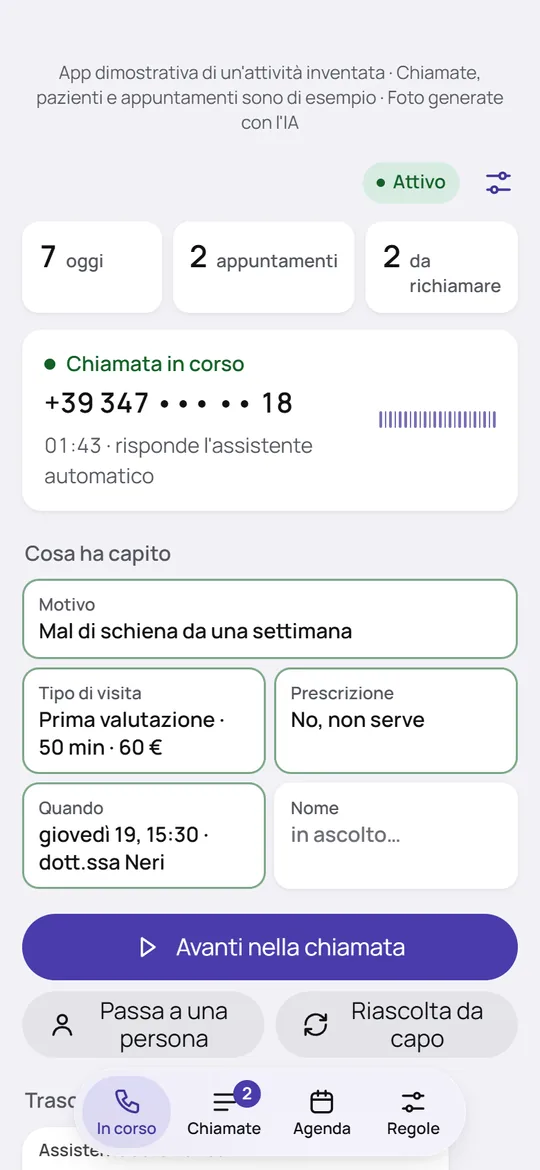 App dimostrativa di un'attività inventata · Chiamate,
pazienti e appuntamenti sono di esempio · Foto generate
con l'IA
Attivo
7 oggi
2 appuntamenti
2 da
richiamare
Chiamata in corso
+39 347 ••• •• 18
01:43 · risponde l'assistente
automatico
Cosa ha capito
Motivo
Mal di schiena da una settimana
Tipo di visita
Prima valutazione ·
50 min · 60 €
Prescrizione
No, non serve
Quando
giovedì 19, 15:30 ·
dott.ssa Neri
Nome
in ascolto…
Avanti nella chiamata
Passa a una
persona
Riascolta da
capo
2
In corso
Chiamate
Agenda
Regole